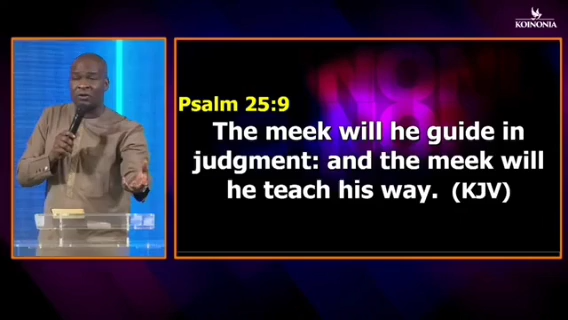 KOINONIA
Psalm 25:9
The meek will he guide in
judgment: and the meek will
he teach his way. (KJV)